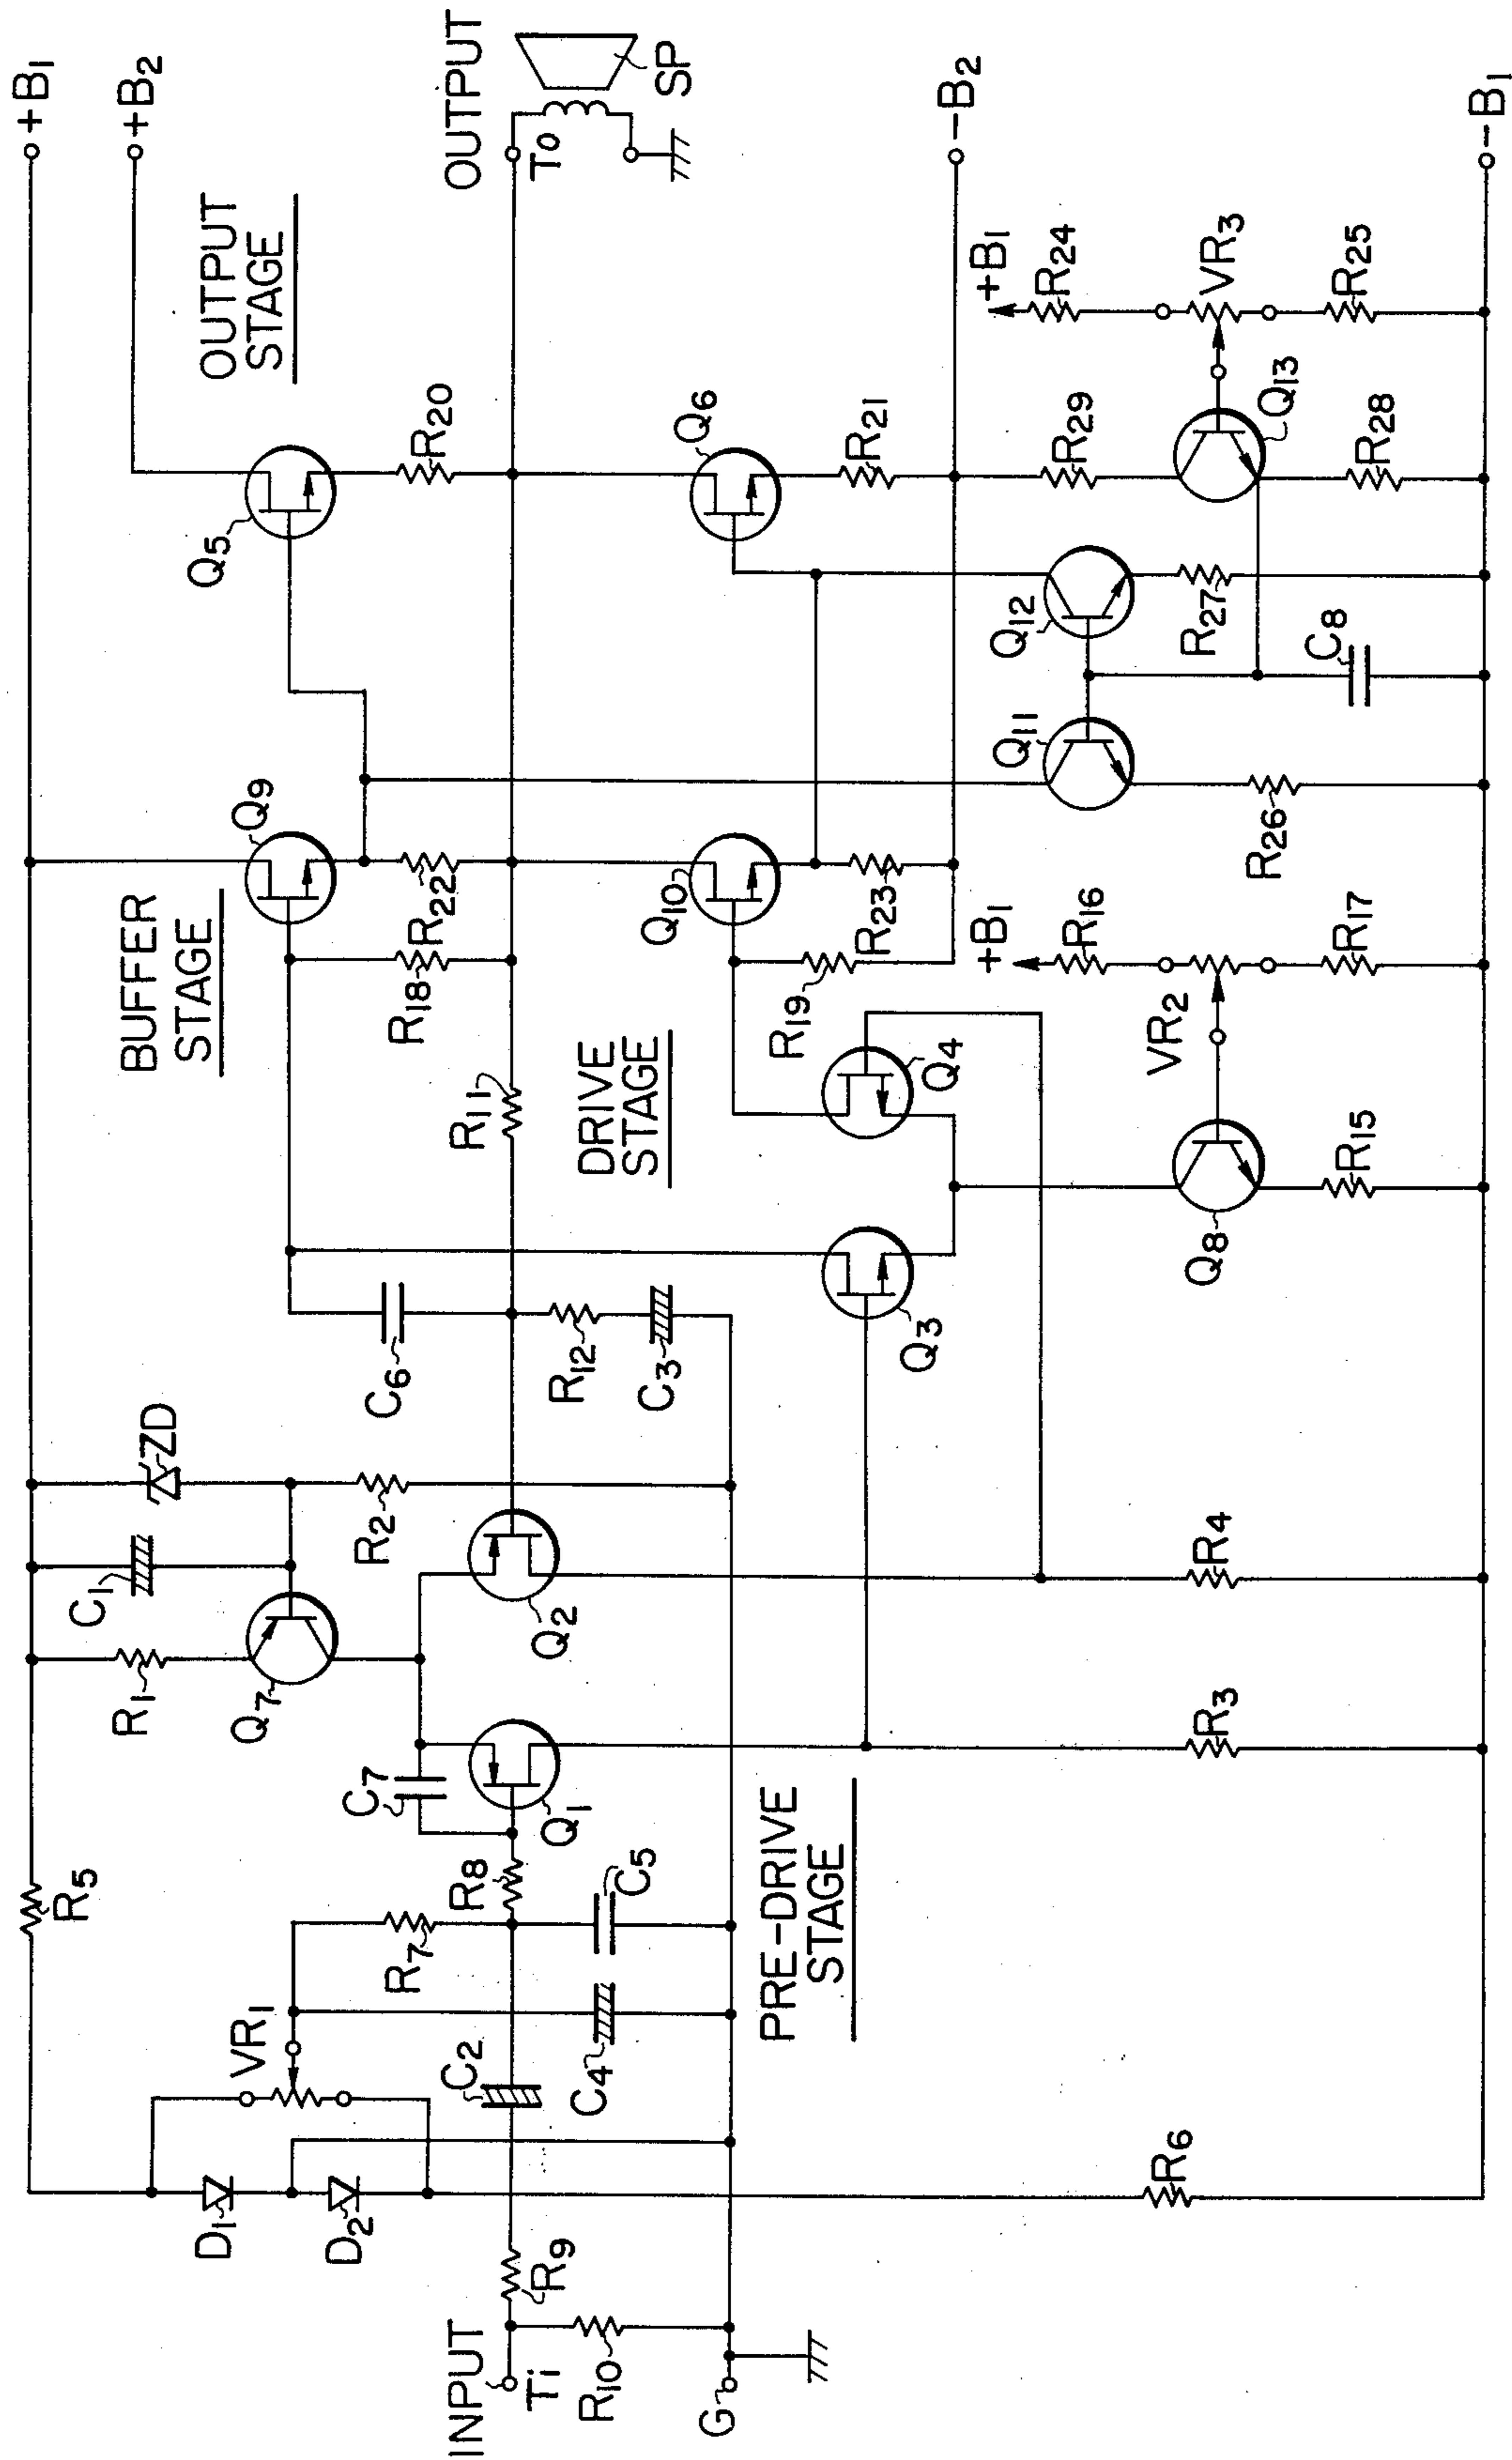 +B1
+B2
OUTPUT
STAGE
OUTPUT
To
SP
-B2
-B1
Q5
R20
Q6
R21
R29
Q13
R28
+B1
R24
VR3
R25
Q12
R27
C8
Q11
R26
BUFFER
STAGE
Q9
R22
R18
Q10
R23
R19
+B1
R16
VR2
R17
R11
DRIVE
STAGE
Q4
Q3
Q8
R15
C6
R12
C3
ZD
C1
R2
R1
Q7
Q2
R4
C7
Q1
R3
R5
R8
R7
C5
C4
VR1
C2
PRE-DRIVE
STAGE
D1
D2
R6
R9
INPUT
Ti
R10
G